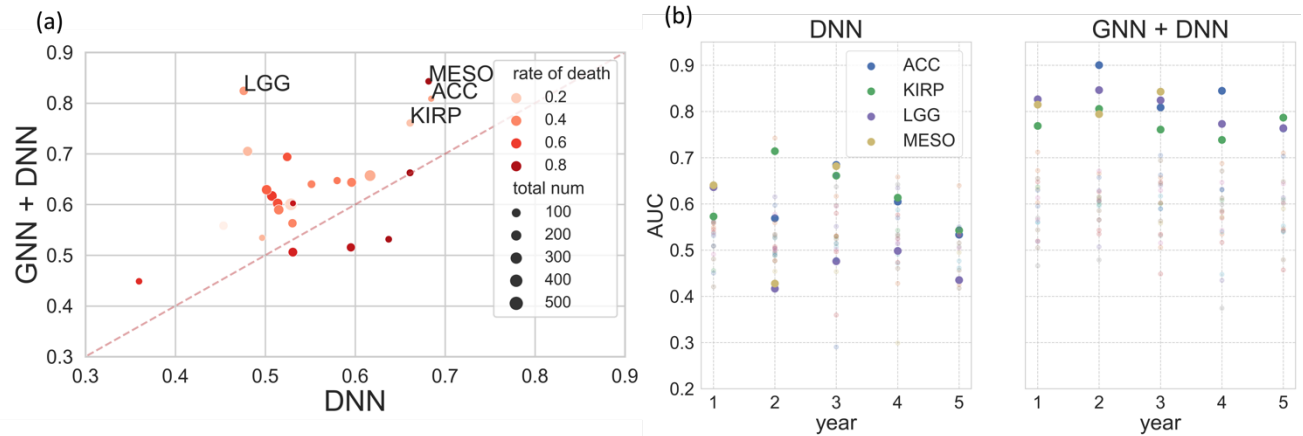 (a)
GNN + DNN
0.9
0.8
0.7
0.6
0.5
0.4
0.3
LGG
MESO
ACC
KIRP
rate of death
0.2
0.4
0.6
0.8
total num
100
200
300
400
500
0.3 0.4 0.5 0.6 0.7 0.8 0.9
DNN
(b)
DNN
AUC
0.9
0.8
0.7
0.6
0.5
0.4
0.3
0.2
ACC
KIRP
LGG
MESO
1 2 3 4 5
year
GNN + DNN
1 2 3 4 5
year